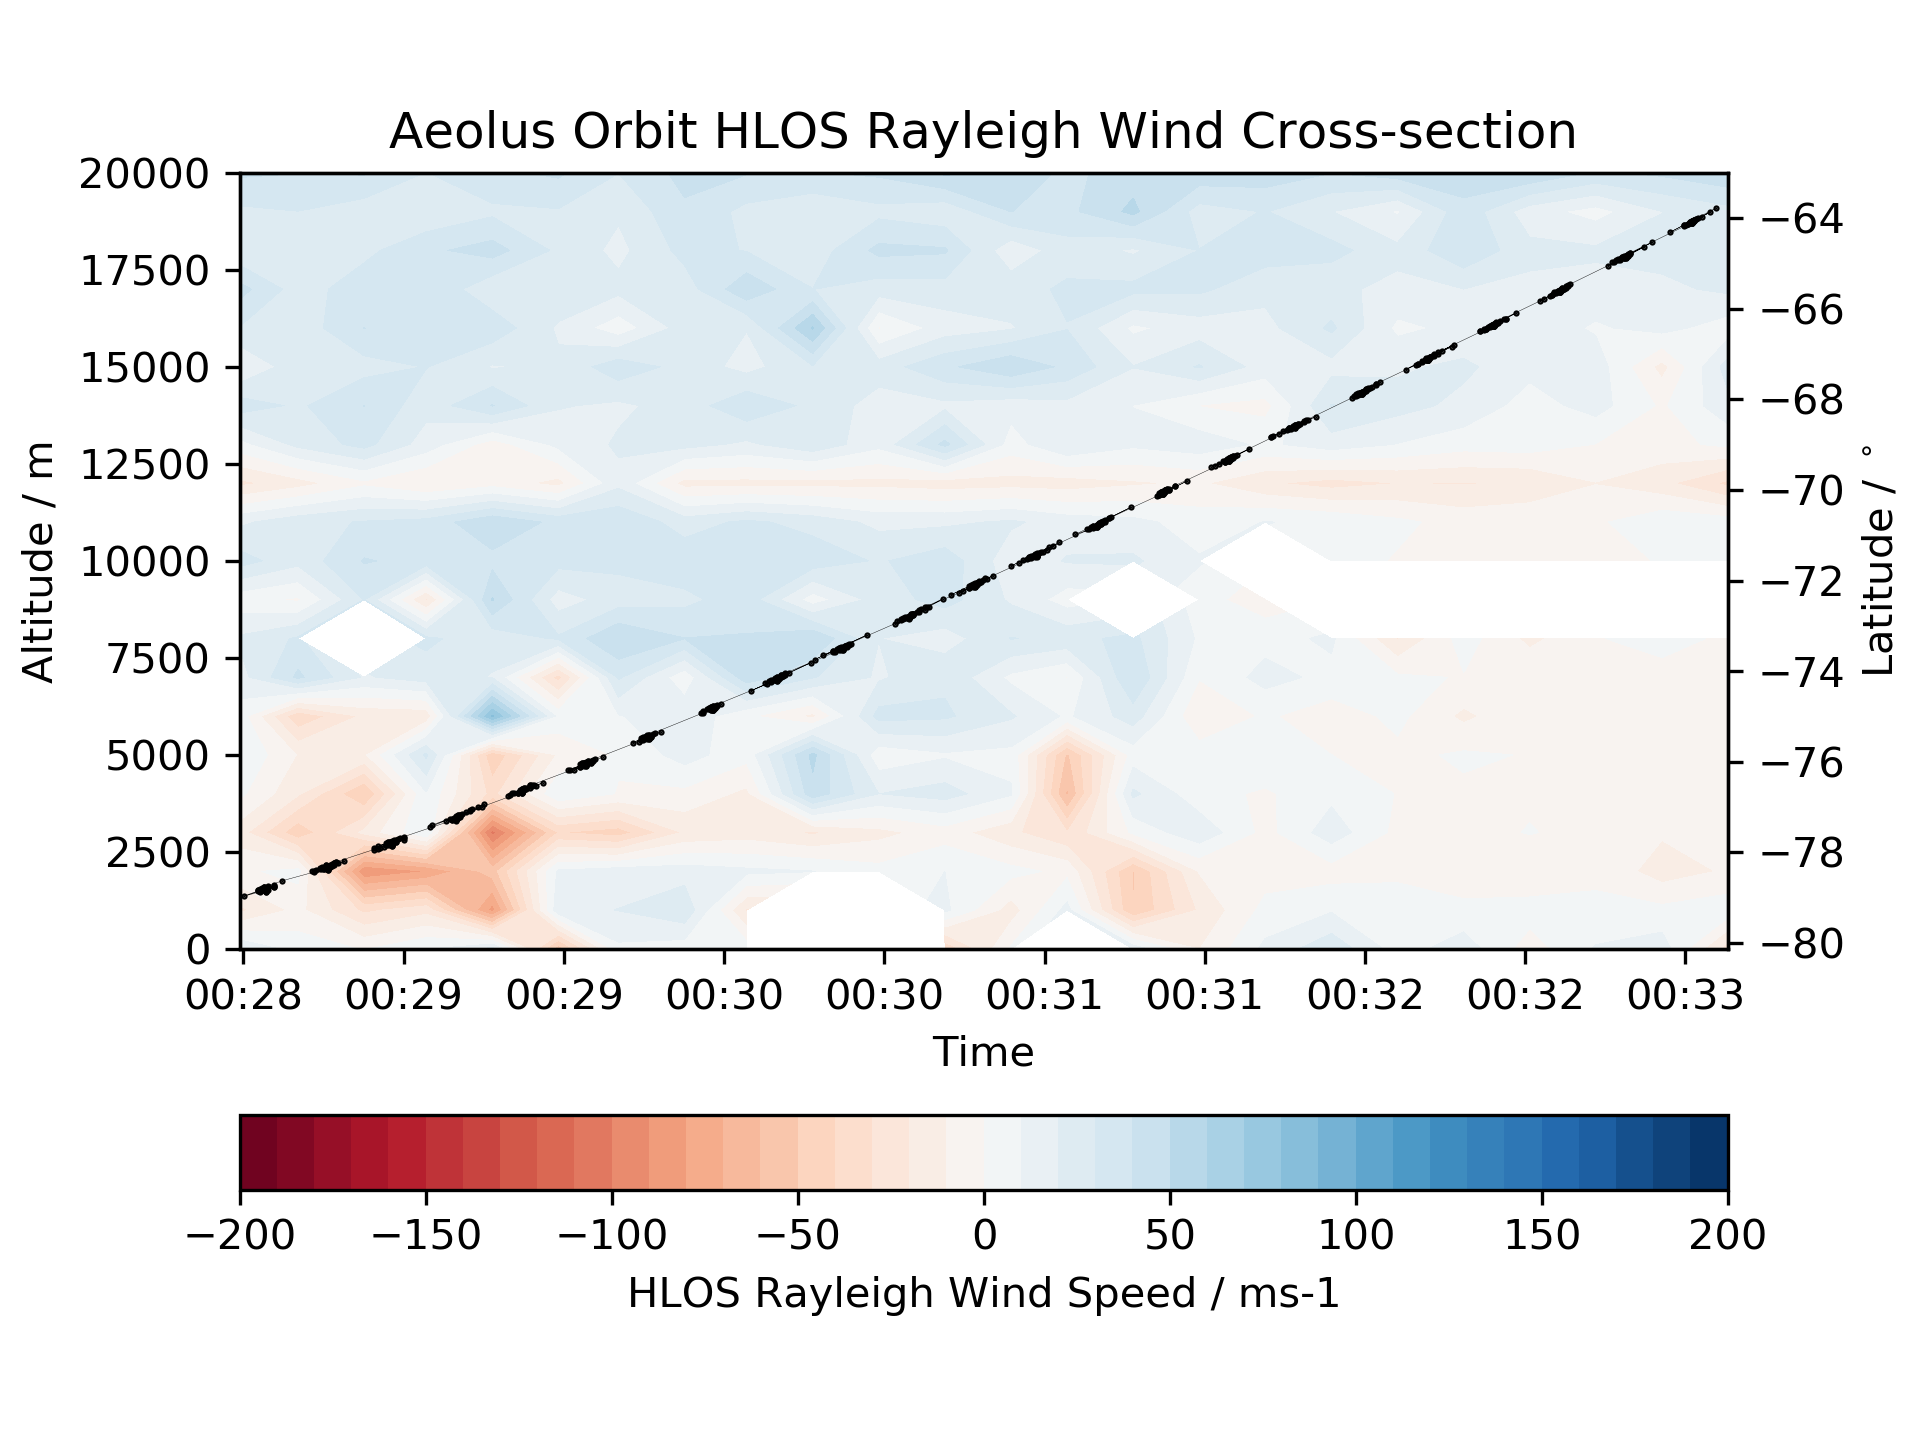 Aeolus Orbit HLOS Rayleigh Wind Cross-section
20000
17500
15000
12500
10000
7500
5000
2500
0
Altitude / m
−64
−66
−68
−70
−72
−74
−76
−78
−80
Latitude / °
00:28 00:29 00:29 00:30 00:30 00:31 00:31 00:32 00:32 00:33
Time
−200 −150 −100 −50 0 50 100 150 200
HLOS Rayleigh Wind Speed / ms-1